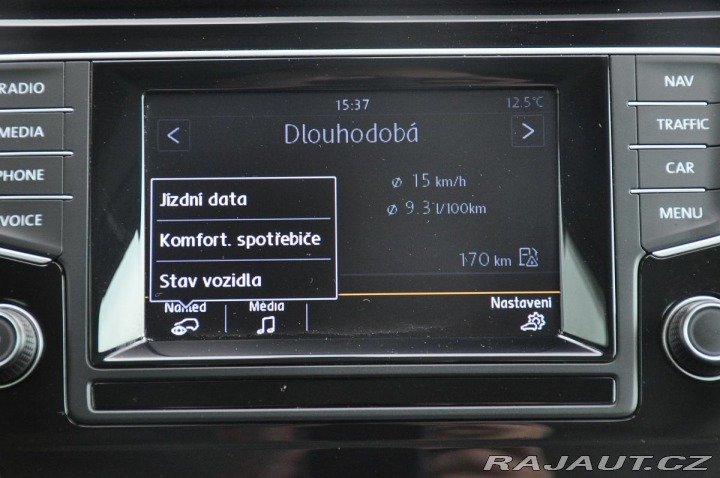 RADIO
MEDIA
PHONE
VOICE
15:37
12.5°C
<
Dlouhodobá
>
ø 15 km/h
ø 9.3 l/100km
170 km
Jízdní data
Komfort. spotřebiče
Stav vozidla
Náhled
Média
Nastavení
NAV
TRAFFIC
CAR
MENU
RAJAUT.CZ